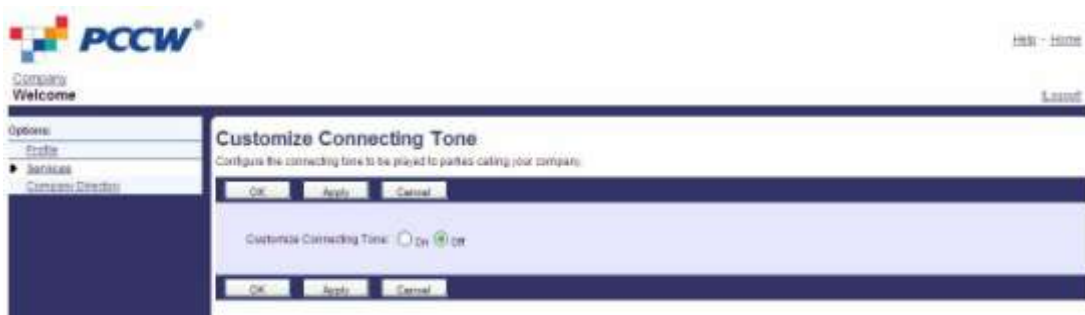 PCCW®
Help - Home
Company
Welcome
Logout
Options:
Profile
Services
Company Directory
Customize Connecting Tone
Configure the connecting tone to be played to parties calling your company.
OK Apply Cancel
Customize Connecting Tone: On Off
OK Apply Cancel